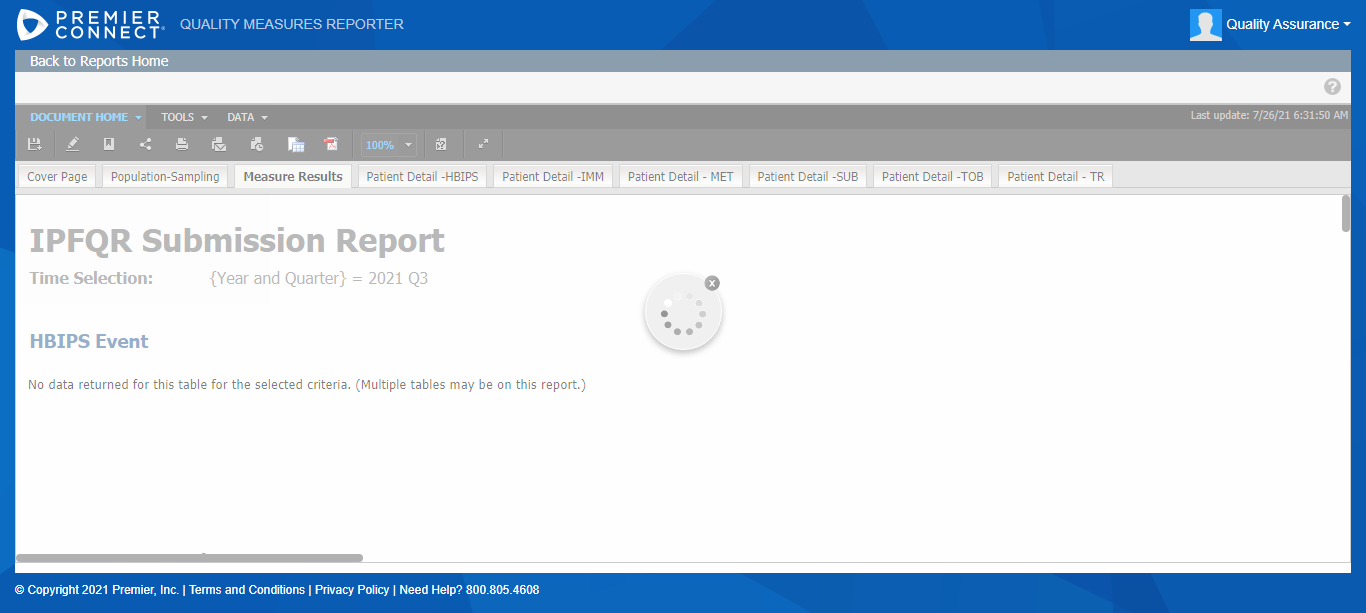 PREMIER CONNECT QUALITY MEASURES REPORTER
Quality Assurance
Back to Reports Home
?
DOCUMENT HOME TOOLS DATA
Last update: 7/26/21 6:31:50 AM
100%
Cover Page Population-Sampling Measure Results Patient Detail -HBIPS Patient Detail -IMM Patient Detail - MET Patient Detail -SUB Patient Detail -TOB Patient Detail - TR
IPFQR Submission Report
Time Selection: {Year and Quarter} = 2021 Q3
x
HBIPS Event
No data returned for this table for the selected criteria. (Multiple tables may be on this report.)
© Copyright 2021 Premier, Inc. | Terms and Conditions | Privacy Policy | Need Help? 800.805.4608